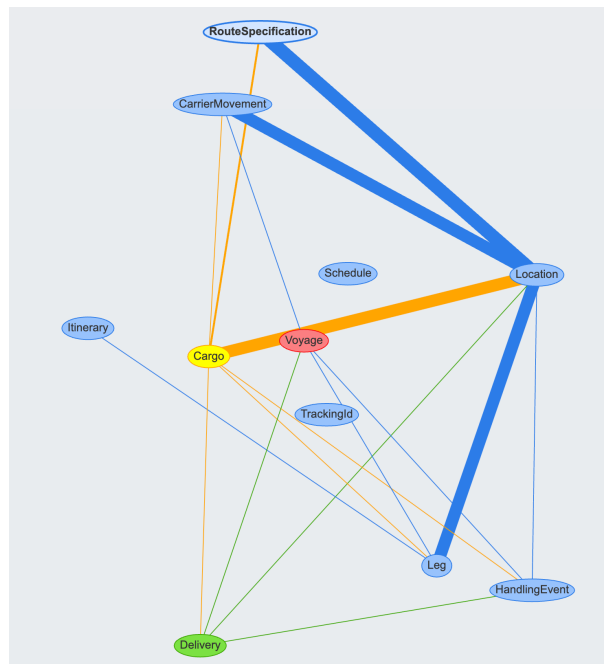 RouteSpecification
CarrierMovement
Schedule
Location
Itinerary
Voyage
Cargo
TrackingId
Leg
HandlingEvent
Delivery